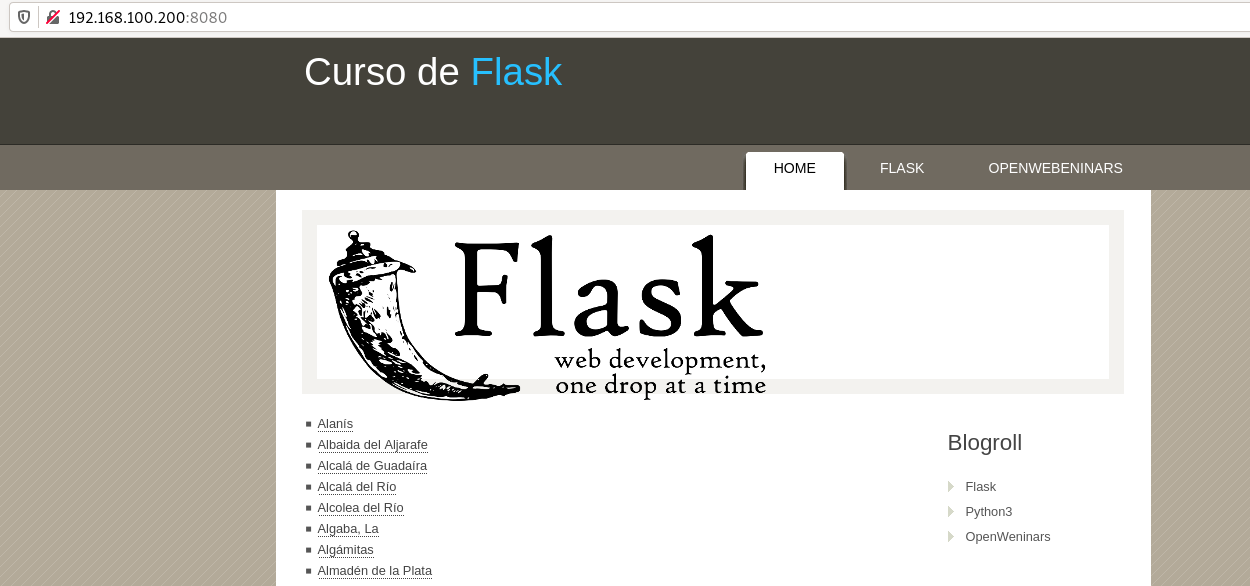 192.168.100.200:8080
Curso de Flask
HOME FLASK OPENWEBENINARS
Flask
web development,
one drop at a time
Alanís
Albaida del Aljarafe
Alcalá de Guadaíra
Alcalá del Río
Alcolea del Río
Algaba, La
Algámitas
Almadén de la Plata
Blogroll
Flask
Python3
OpenWeninars